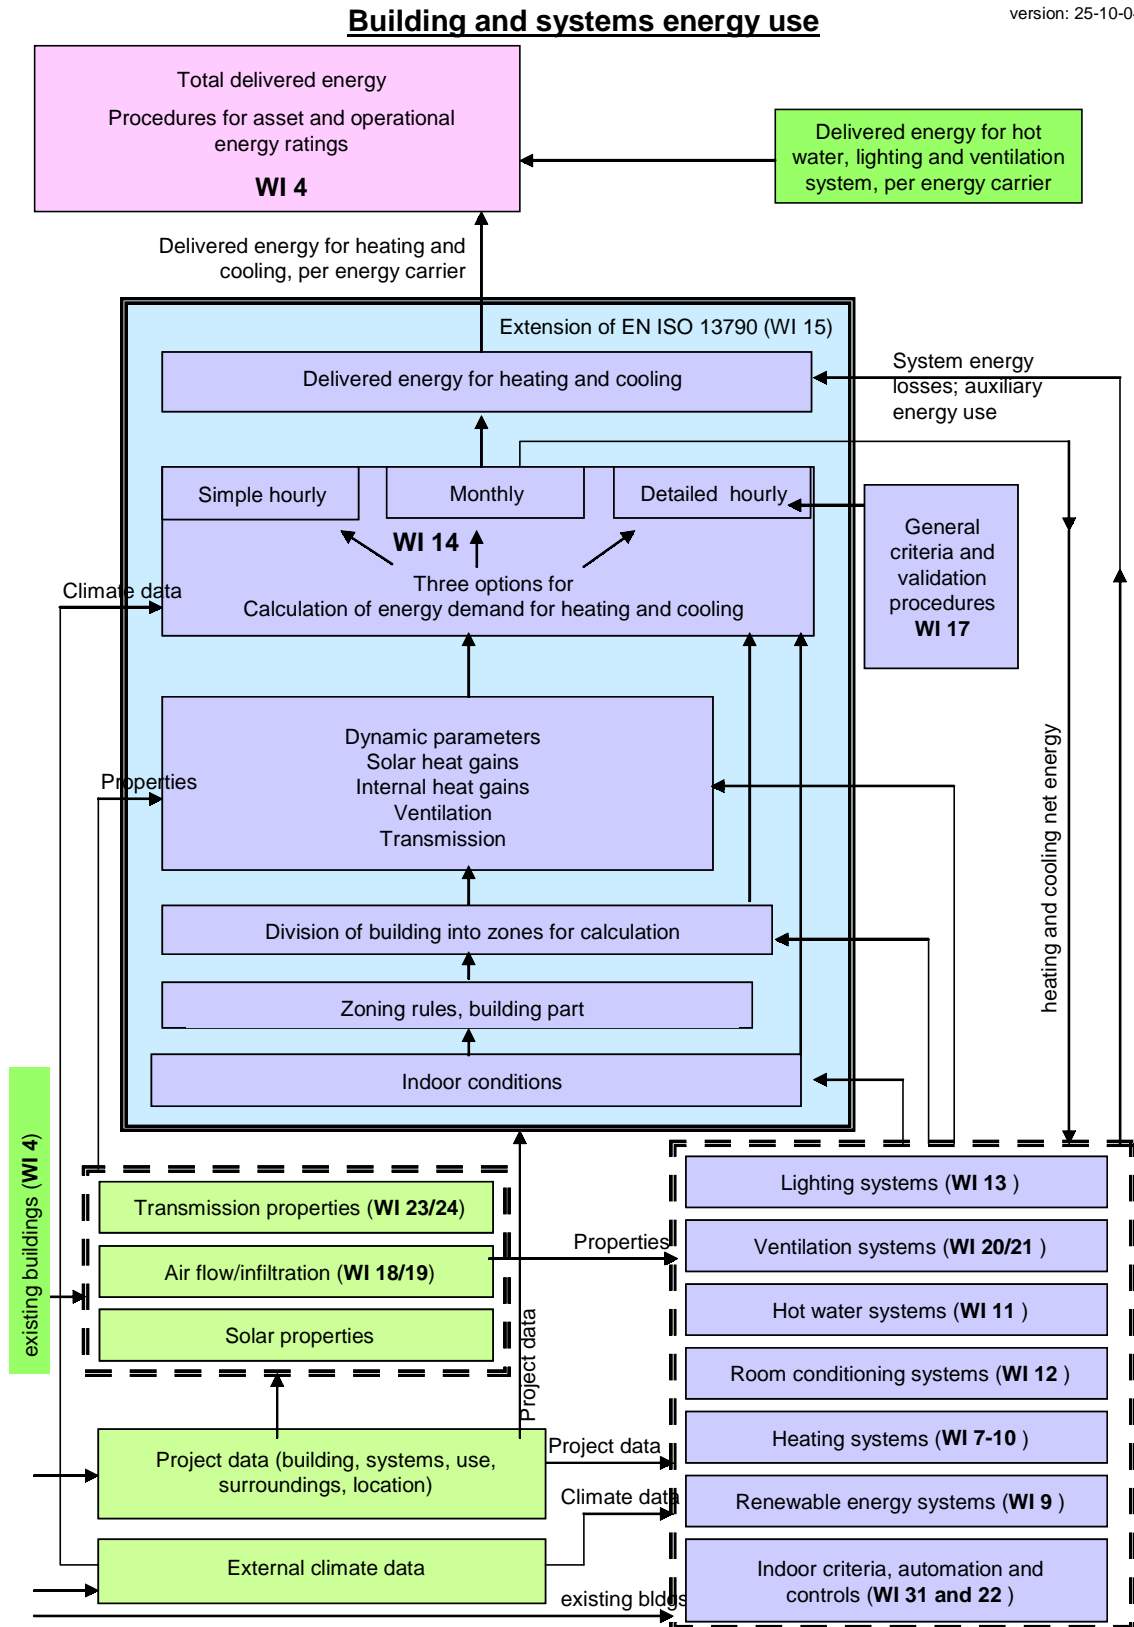 Building and systems energy use
version: 25-10-0
Total delivered energy
Procedures for asset and operational
energy ratings
WI 4
Delivered energy for hot
water, lighting and ventilation
system, per energy carrier
Delivered energy for heating and
cooling, per energy carrier
Extension of EN ISO 13790 (WI 15)
Delivered energy for heating and cooling
System energy
losses; auxiliary
energy use
Simple hourly
Monthly
Detailed hourly
WI 14
Three options for
Calculation of energy demand for heating and cooling
General
criteria and
validation
procedures
WI 17
Climate data
Dynamic parameters
Solar heat gains
Internal heat gains
Ventilation
Transmission
Properties
heating and cooling net energy
Division of building into zones for calculation
Zoning rules, building part
Indoor conditions
existing buildings (WI 4)
Transmission properties (WI 23/24)
Air flow/infiltration (WI 18/19)
Solar properties
Properties
Project data
Lighting systems (WI 13 )
Ventilation systems (WI 20/21 )
Hot water systems (WI 11 )
Room conditioning systems (WI 12 )
Heating systems (WI 7-10 )
Renewable energy systems (WI 9 )
Indoor criteria, automation and
controls (WI 31 and 22 )
Project data (building, systems, use,
surroundings, location)
Project data
Climate data
External climate data
existing bldgs